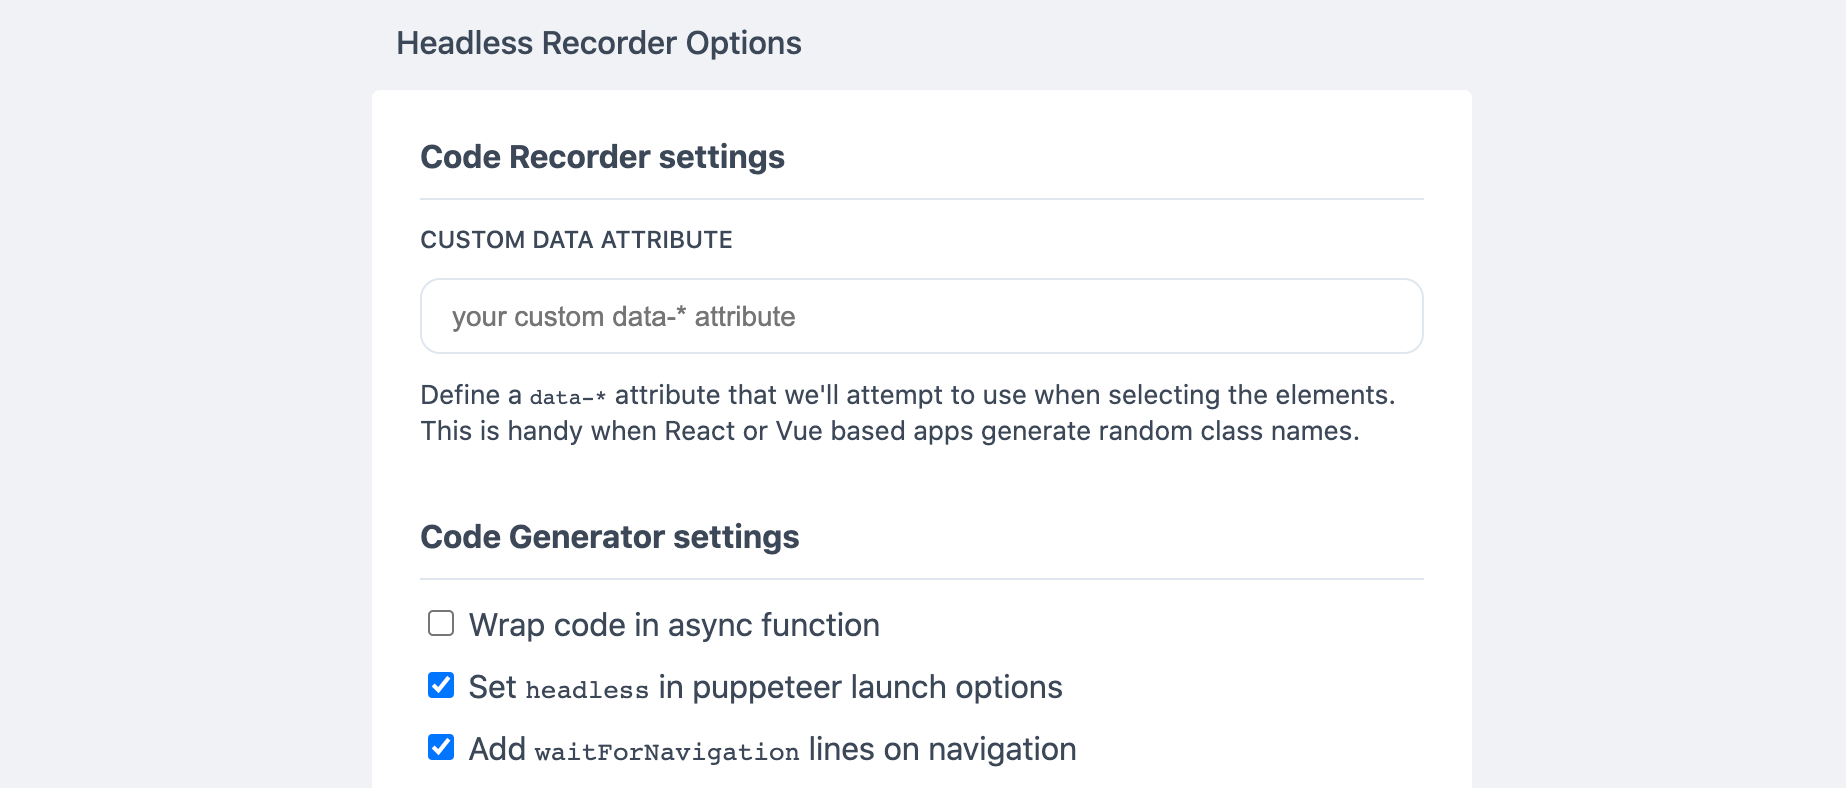 Headless Recorder Options
Code Recorder settings
CUSTOM DATA ATTRIBUTE
your custom data-* attribute
Define a data-* attribute that we'll attempt to use when selecting the elements.
This is handy when React or Vue based apps generate random class names.
Code Generator settings
Wrap code in async function
Set headless in puppeteer launch options
Add waitForNavigation lines on navigation